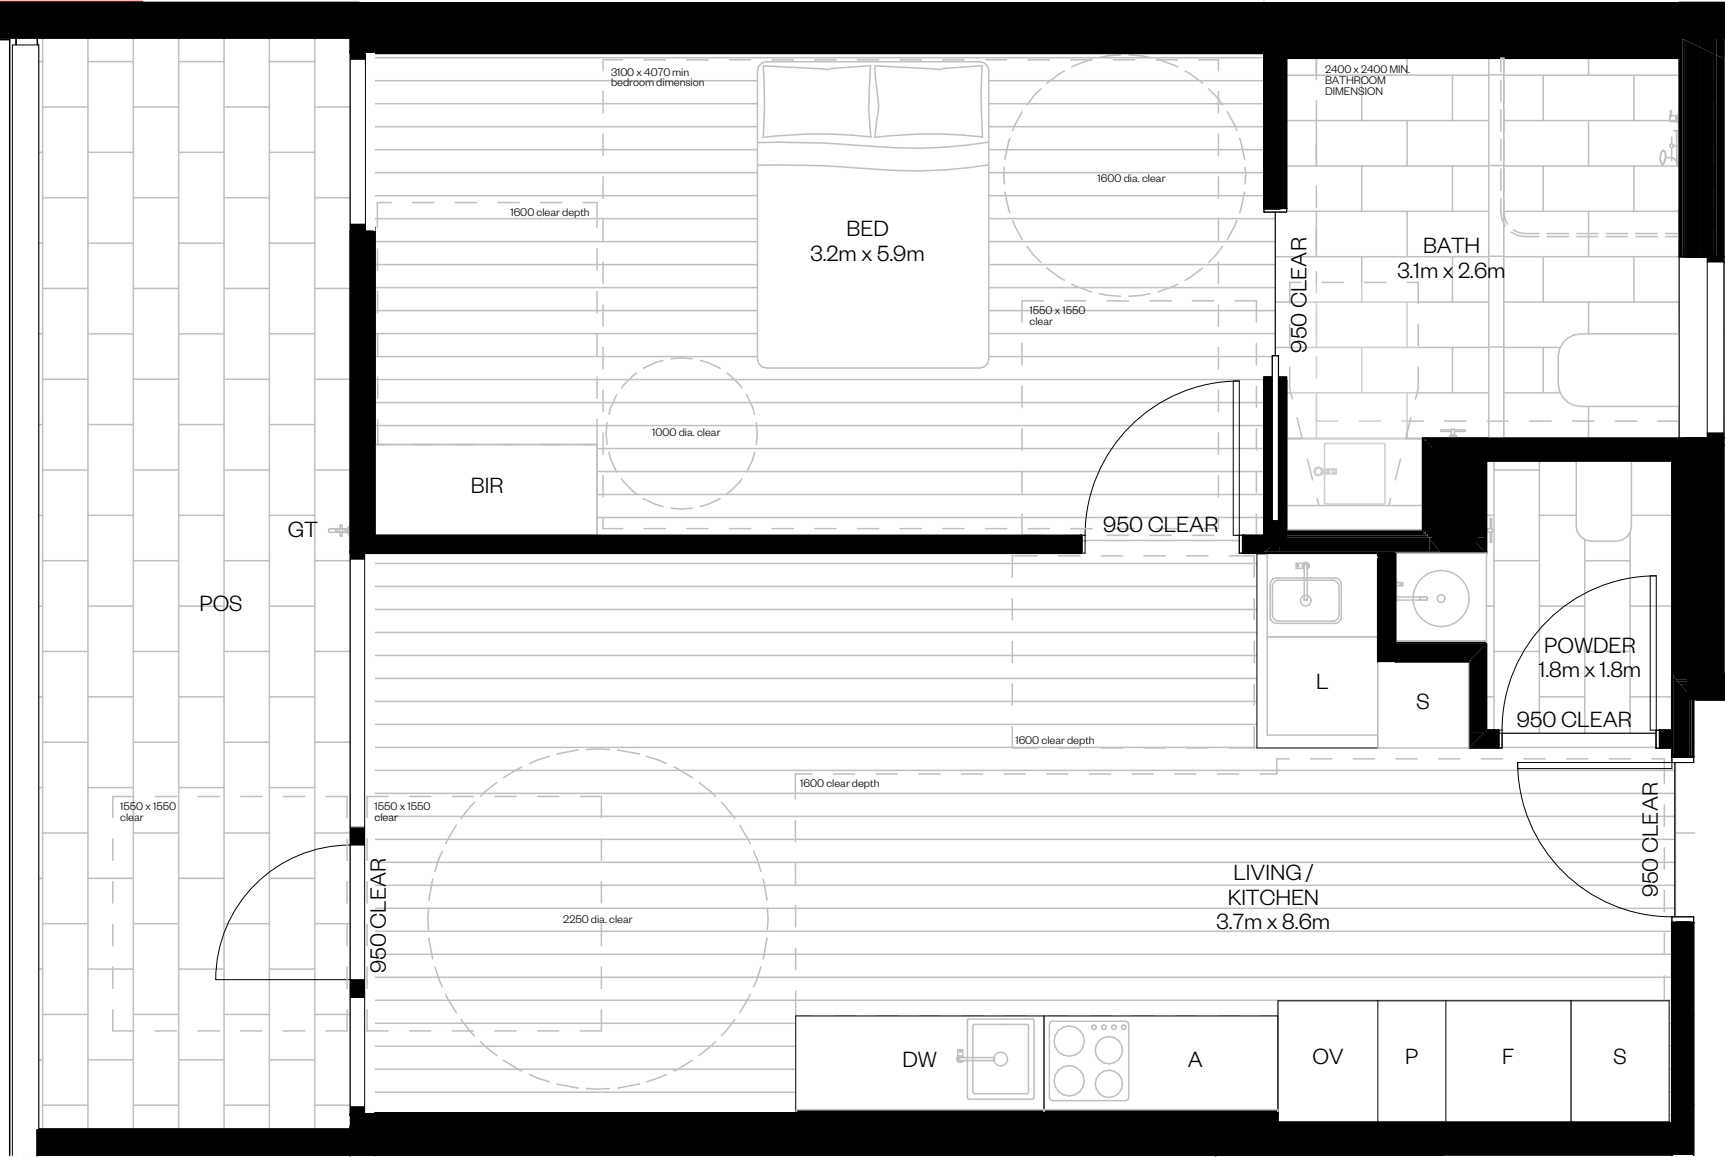 3100 x 4070 min
bedroom dimension
2400 x 2400 MIN.
BATHROOM
DIMENSION
1600 dia. clear
1600 clear depth
BED
3.2m x 5.9m
BATH
3.1m x 2.6m
950 CLEAR
1550 x 1550
clear
1000 dia. clear
BIR
950 CLEAR
GT
POS
POWDER
1.8m x 1.8m
950 CLEAR
L
S
1600 clear depth
1600 clear depth
1550 x 1550
clear
1550 x 1550
clear
950 CLEAR
950 CLEAR
LIVING /
KITCHEN
3.7m x 8.6m
2250 dia. clear
DW
A
OV
P
F
S